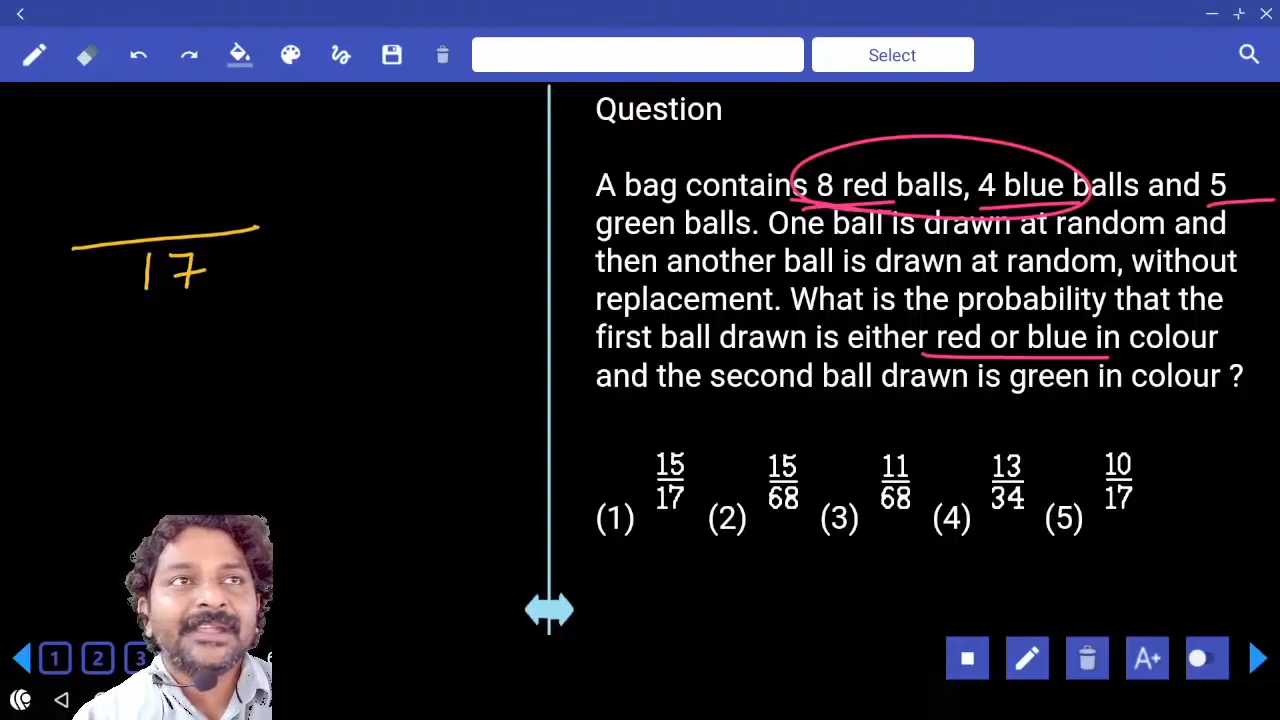 Select
Question
A bag contains 8 red balls, 4 blue balls and 5
green balls. One ball is drawn at random and
then another ball is drawn at random, without
replacement. What is the probability that the
first ball drawn is either red or blue in colour
and the second ball drawn is green in colour ?
17
(1) 15/17 (2) 15/68 (3) 11/68 (4) 13/34 (5) 10/17
1 2 3
A+